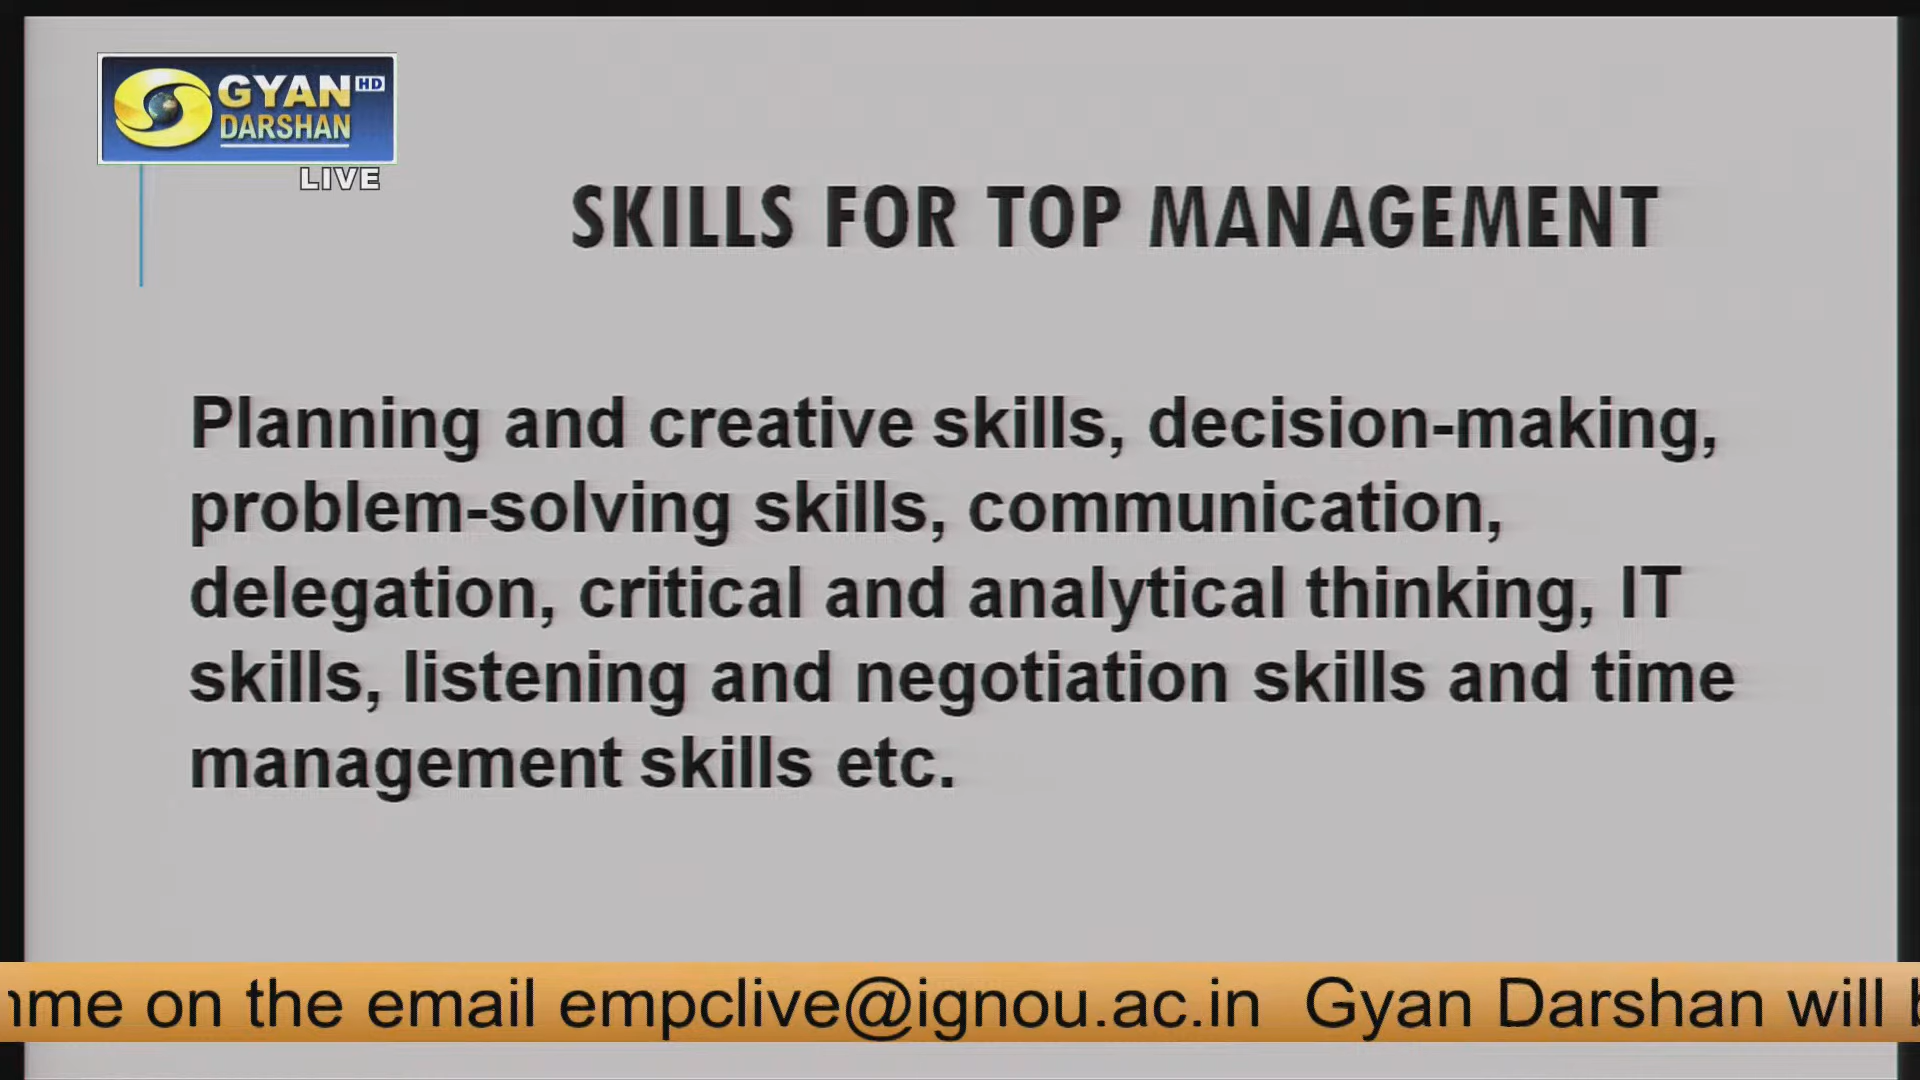 GYAN HD
DARSHAN
LIVE
SKILLS FOR TOP MANAGEMENT
Planning and creative skills, decision-making,
problem-solving skills, communication,
delegation, critical and analytical thinking, IT
skills, listening and negotiation skills and time
management skills etc.
on the email empclive@ignou.ac.in Gyan Darshan will